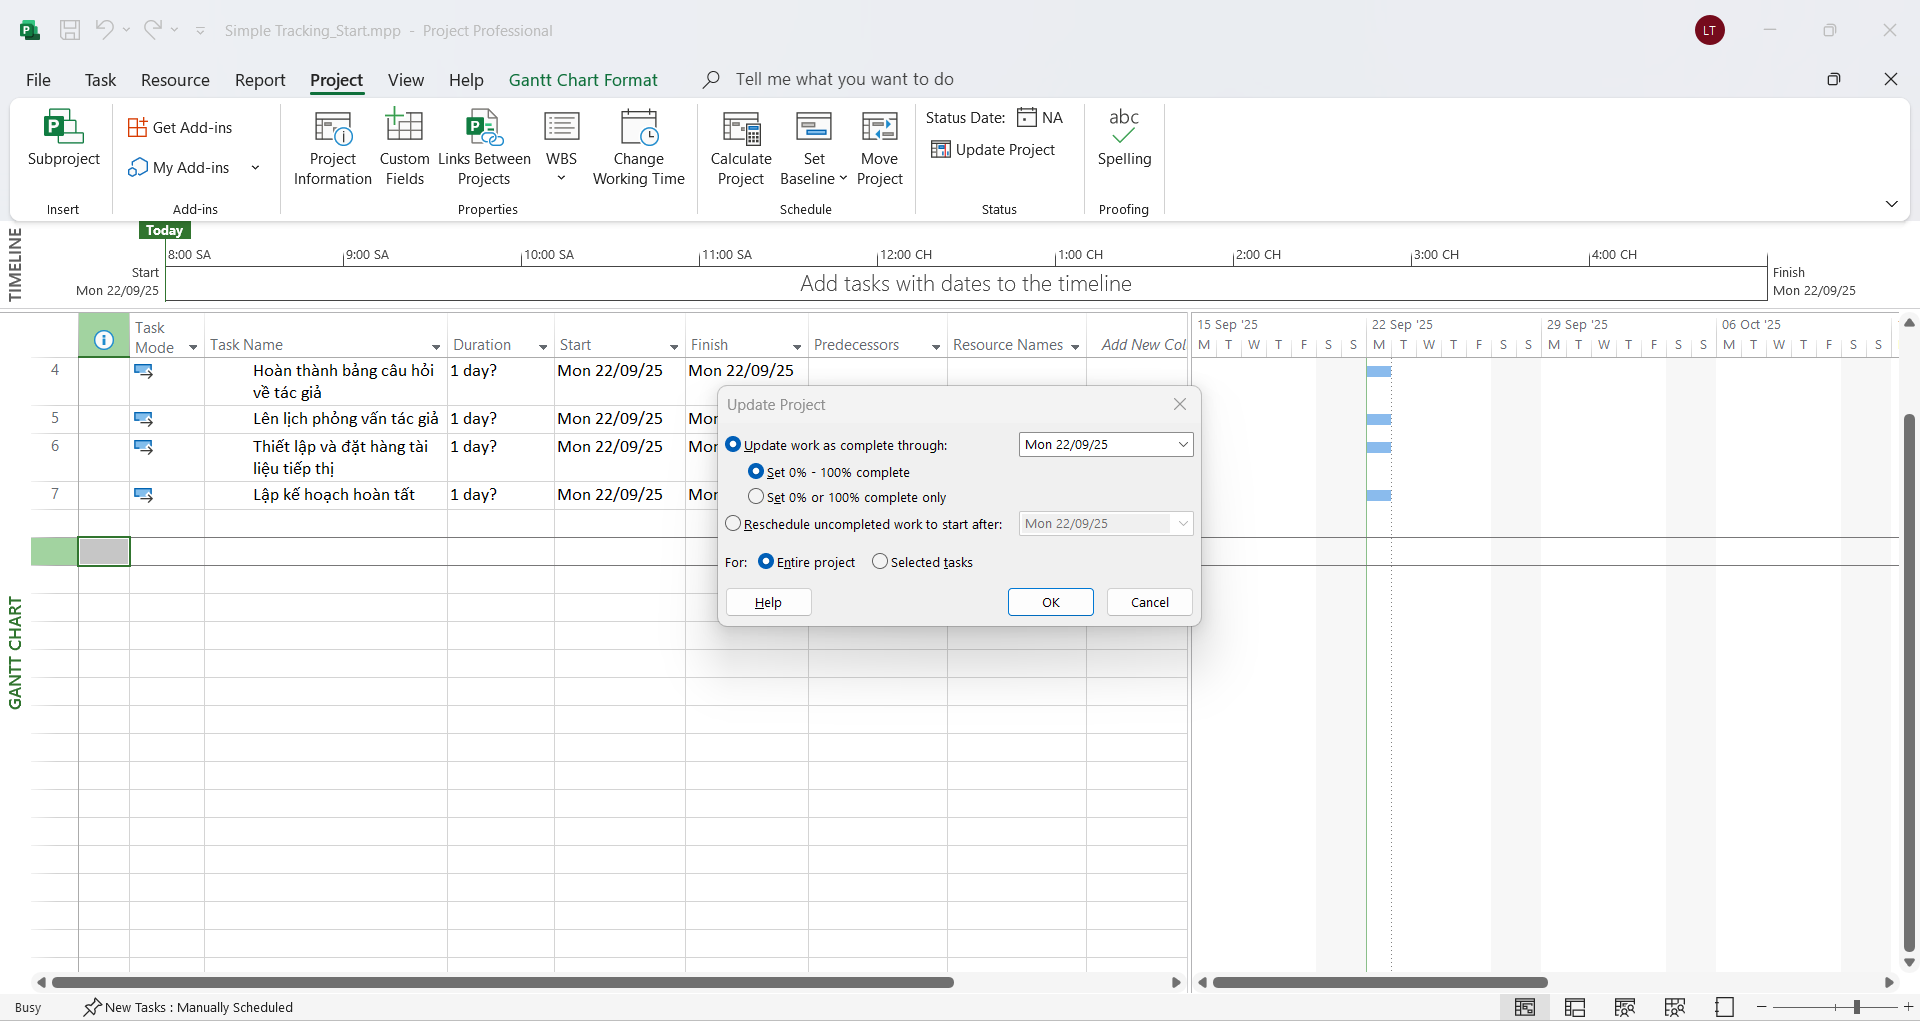 Simple Tracking_Start.mpp - Project Professional
LT
File Task Resource Report Project View Help Gantt Chart Format Tell me what you want to do
Subproject
Insert
Get Add-ins
My Add-ins
Add-ins
Project Information
Custom Fields
Links Between Projects
WBS
Change Working Time
Properties
Calculate Project
Set Baseline
Move Project
Schedule
Status Date: NA
Update Project
Status
abc
Spelling
Proofing
TIMELINE
Today
8:00 SA 9:00 SA 10:00 SA 11:00 SA 12:00 CH 1:00 CH 2:00 CH 3:00 CH 4:00 CH
Start
Mon 22/09/25
Add tasks with dates to the timeline
Finish
Mon 22/09/25
GANTT CHART
Task Mode Task Name Duration Start Finish Predecessors Resource Names Add New Col
15 Sep '25 22 Sep '25 29 Sep '25 06 Oct '25
M T W T F S S M T W T F S S M T W T F S S M T W T F S S
4 Hoàn thành bảng câu hỏi 1 day? Mon 22/09/25 Mon 22/09/25
về tác giả
5 Lên lịch phỏng vấn tác giả 1 day? Mon 22/09/25 Mon
6 Thiết lập và đặt hàng tài 1 day? Mon 22/09/25 Mon
liệu tiếp thị
7 Lập kế hoạch hoàn tất 1 day? Mon 22/09/25 Mon
Update Project
Update work as complete through: Mon 22/09/25
Set 0% - 100% complete
Set 0% or 100% complete only
Reschedule uncompleted work to start after: Mon 22/09/25
For: Entire project Selected tasks
Help OK Cancel
Busy New Tasks : Manually Scheduled